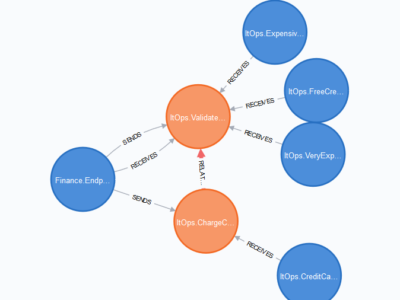 ItOps.Expensiv...
RECEIVES
ItOps.FreeCre...
RECEIVES
ItOps.Validate...
SENDS
RECEIVES
ItOps.VeryExp...
RECEIVES
RELAT...
Finance.Endp...
SENDS
ItOps.ChargeC...
RECEIVES
ItOps.CreditCa...